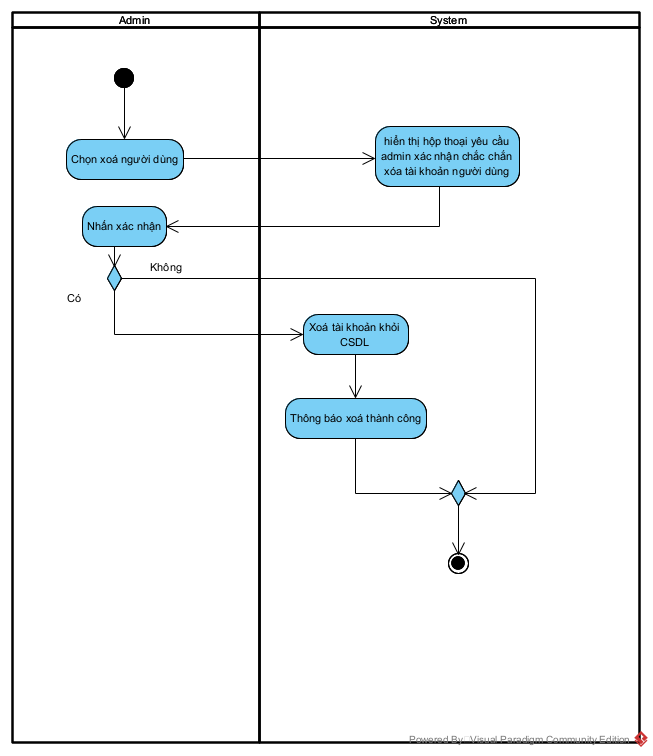 Admin
System
Chọn xoá người dùng
hiển thị hộp thoại yêu cầu
admin xác nhận chắc chắn
xóa tài khoản người dùng
Nhấn xác nhận
Không
Có
Xoá tài khoản khỏi
CSDL
Thông báo xoá thành công
Powered By: Visual Paradigm Community Edition